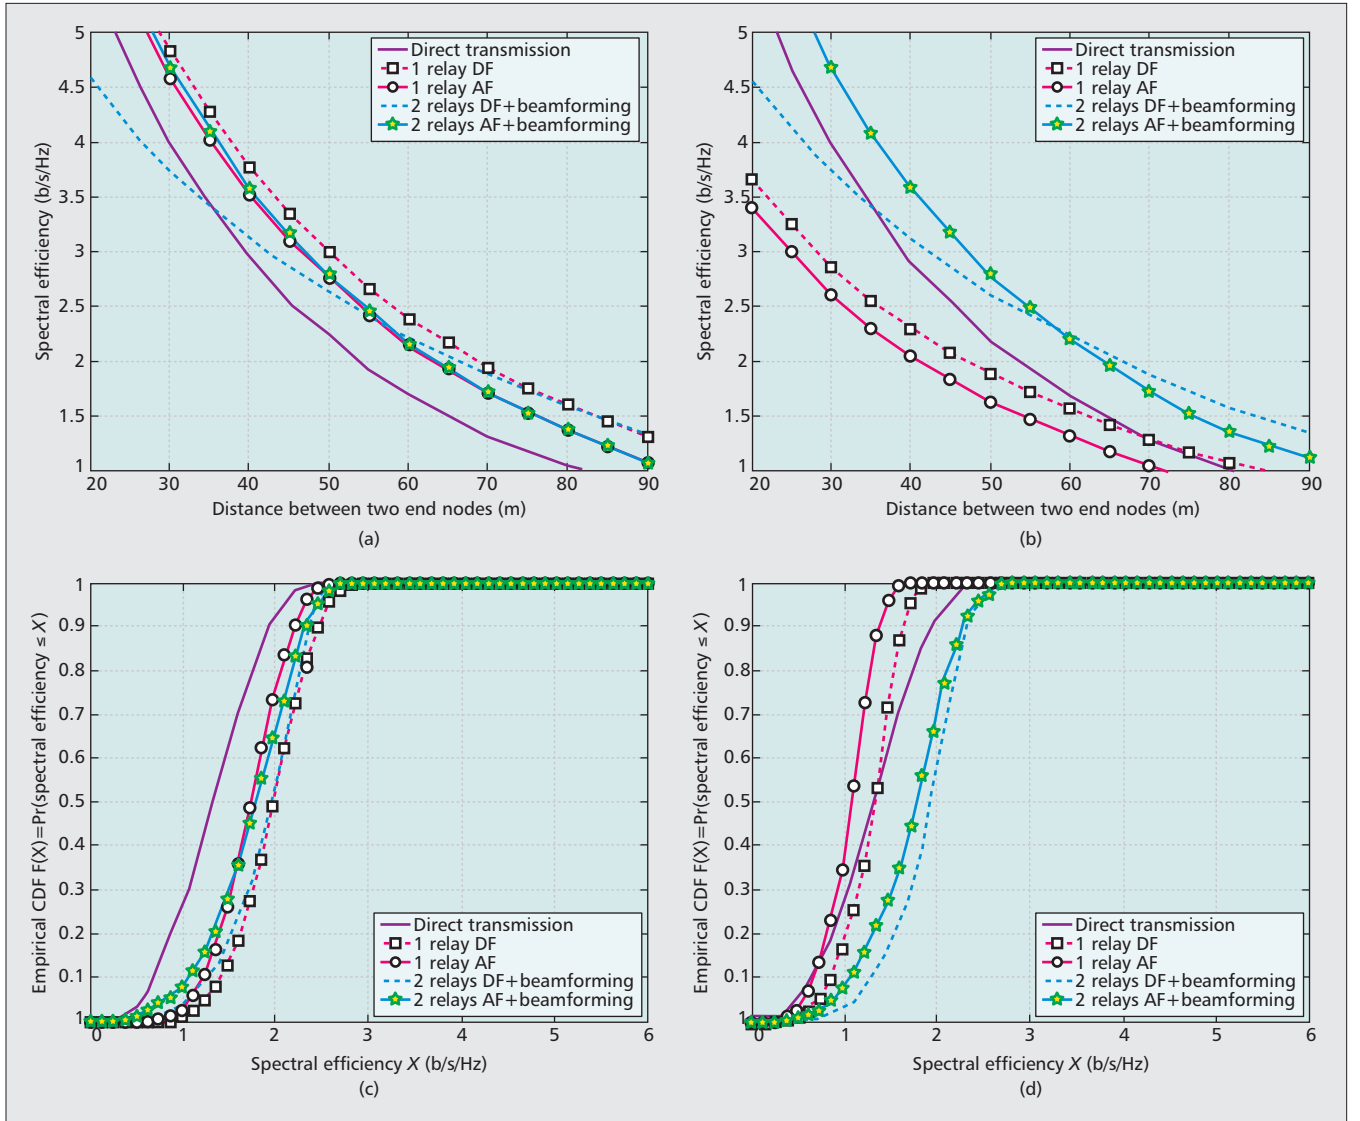 5
4.5
4
3.5
3
2.5
2
1.5
1
20 30 40 50 60 70 80 90
Spectral efficiency (b/s/Hz)
Distance between two end nodes (m)
Direct transmission
1 relay DF
1 relay AF
2 relays DF+beamforming
2 relays AF+beamforming
(a)
5
4.5
4
3.5
3
2.5
2
1.5
1
20 30 40 50 60 70 80 90
Spectral efficiency (b/s/Hz)
Distance between two end nodes (m)
Direct transmission
1 relay DF
1 relay AF
2 relays DF+beamforming
2 relays AF+beamforming
(b)
1
0.9
0.8
0.7
0.6
0.5
0.4
0.3
0.2
0.1
1
0 1 2 3 4 5 6
Empirical CDF F(X)=Pr(spectral efficiency ≤ X)
Spectral efficiency X (b/s/Hz)
Direct transmission
1 relay DF
1 relay AF
2 relays DF+beamforming
2 relays AF+beamforming
(c)
1
0.9
0.8
0.7
0.6
0.5
0.4
0.3
0.2
0.1
1
0 1 2 3 4 5 6
Empirical CDF F(X)=Pr(spectral efficiency ≤ X)
Spectral efficiency X (b/s/Hz)
Direct transmission
1 relay DF
1 relay AF
2 relays DF+beamforming
2 relays AF+beamforming
(d)